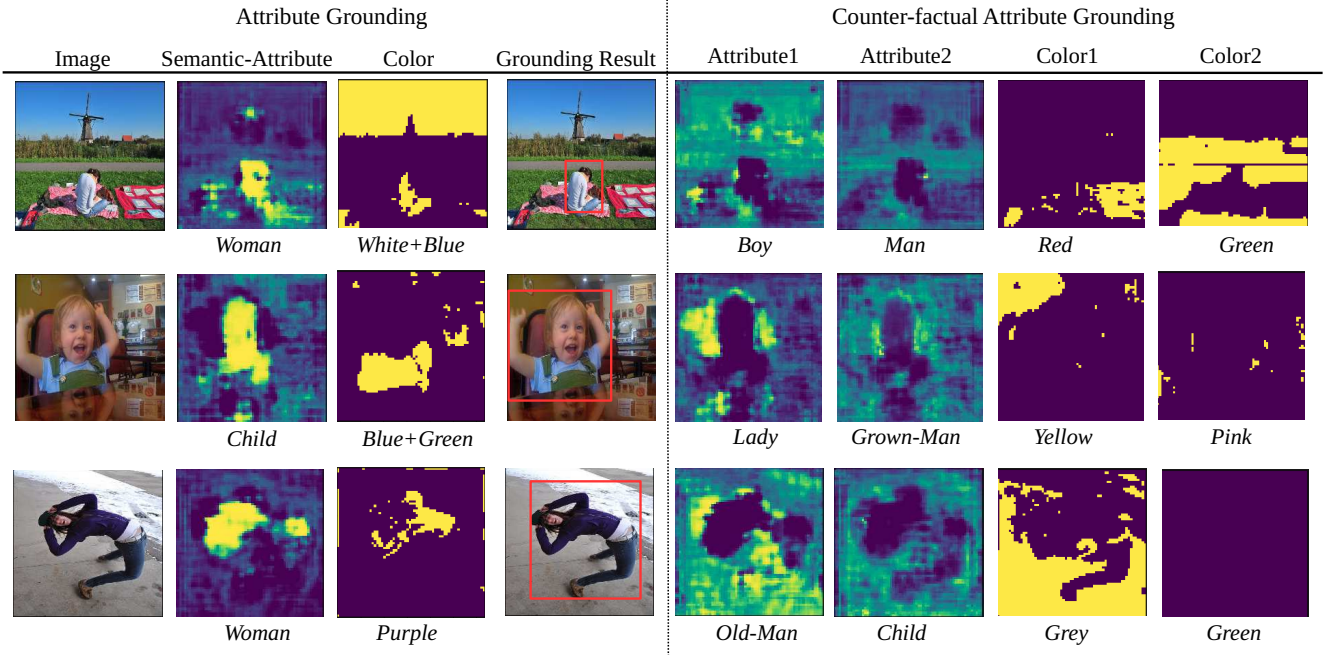 Attribute Grounding
Counter-factual Attribute Grounding
Image
Semantic-Attribute
Color
Grounding Result
Attribute1
Attribute2
Color1
Color2
Woman
White+Blue
Boy
Man
Red
Green
Child
Blue+Green
Lady
Grown-Man
Yellow
Pink
Woman
Purple
Old-Man
Child
Grey
Green